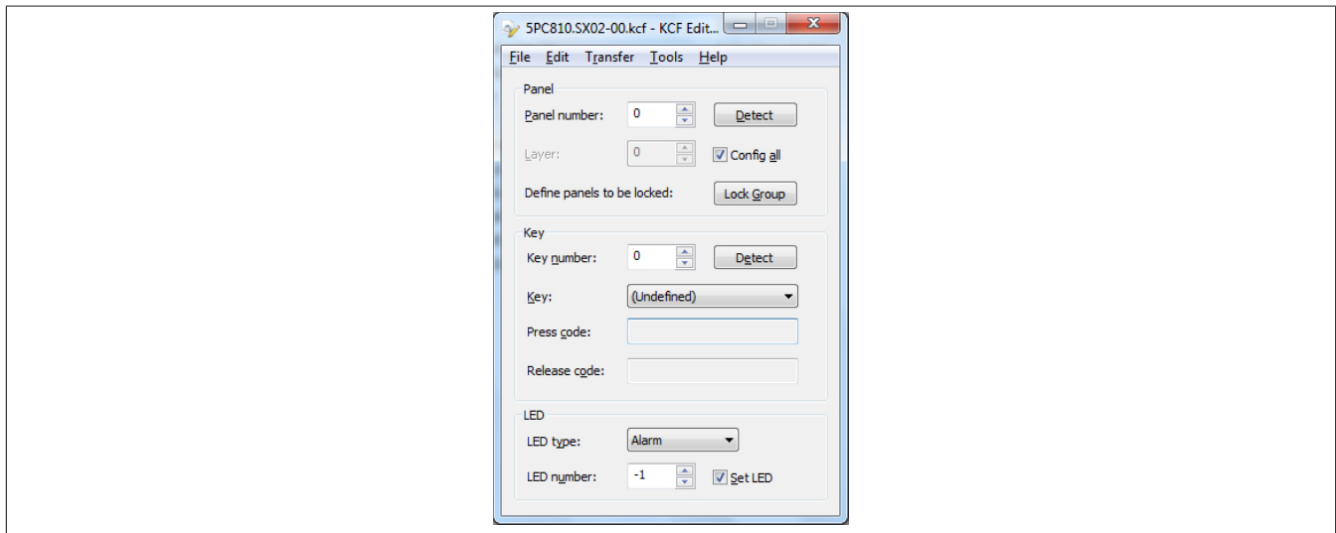 5PC810.SX02-00.kcf - KCF Edit...
File Edit Transfer Tools Help
Panel
Panel number: 0 Detect
Layer: 0 Config all
Define panels to be locked: Lock Group
Key
Key number: 0 Detect
Key: (Undefined)
Press code:
Release code:
LED
LED type: Alarm
LED number: -1 Set LED